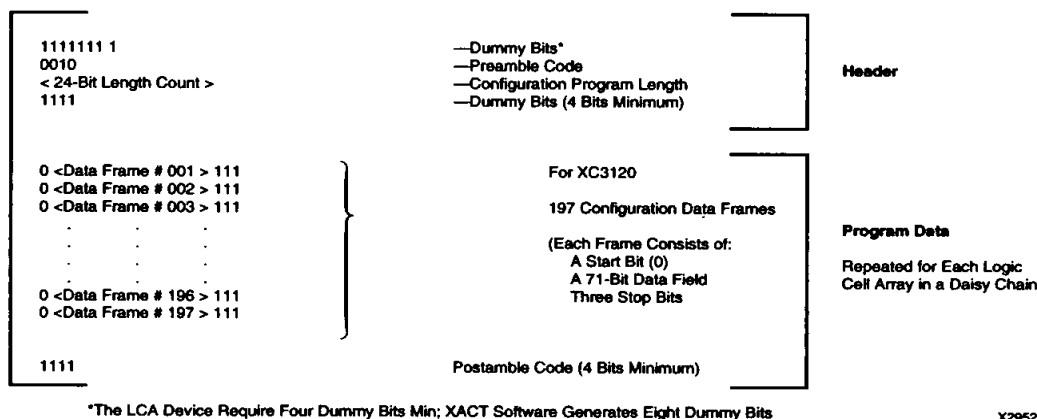 1111111 1 —Dummy Bits*
0010 —Preamble Code
< 24-Bit Length Count > —Configuration Program Length
1111 —Dummy Bits (4 Bits Minimum)
Header
0 <Data Frame # 001 > 111 For XC3120
0 <Data Frame # 002 > 111
0 <Data Frame # 003 > 111 197 Configuration Data Frames
. . .
. . . (Each Frame Consists of:
. . . A Start Bit (0)
. . . A 71-Bit Data Field
0 <Data Frame # 196 > 111 Three Stop Bits
0 <Data Frame # 197 > 111
Program Data
Repeated for Each Logic
Cell Array in a Daisy Chain
1111 Postamble Code (4 Bits Minimum)
*The LCA Device Require Four Dummy Bits Min; XACT Software Generates Eight Dummy Bits
X2952